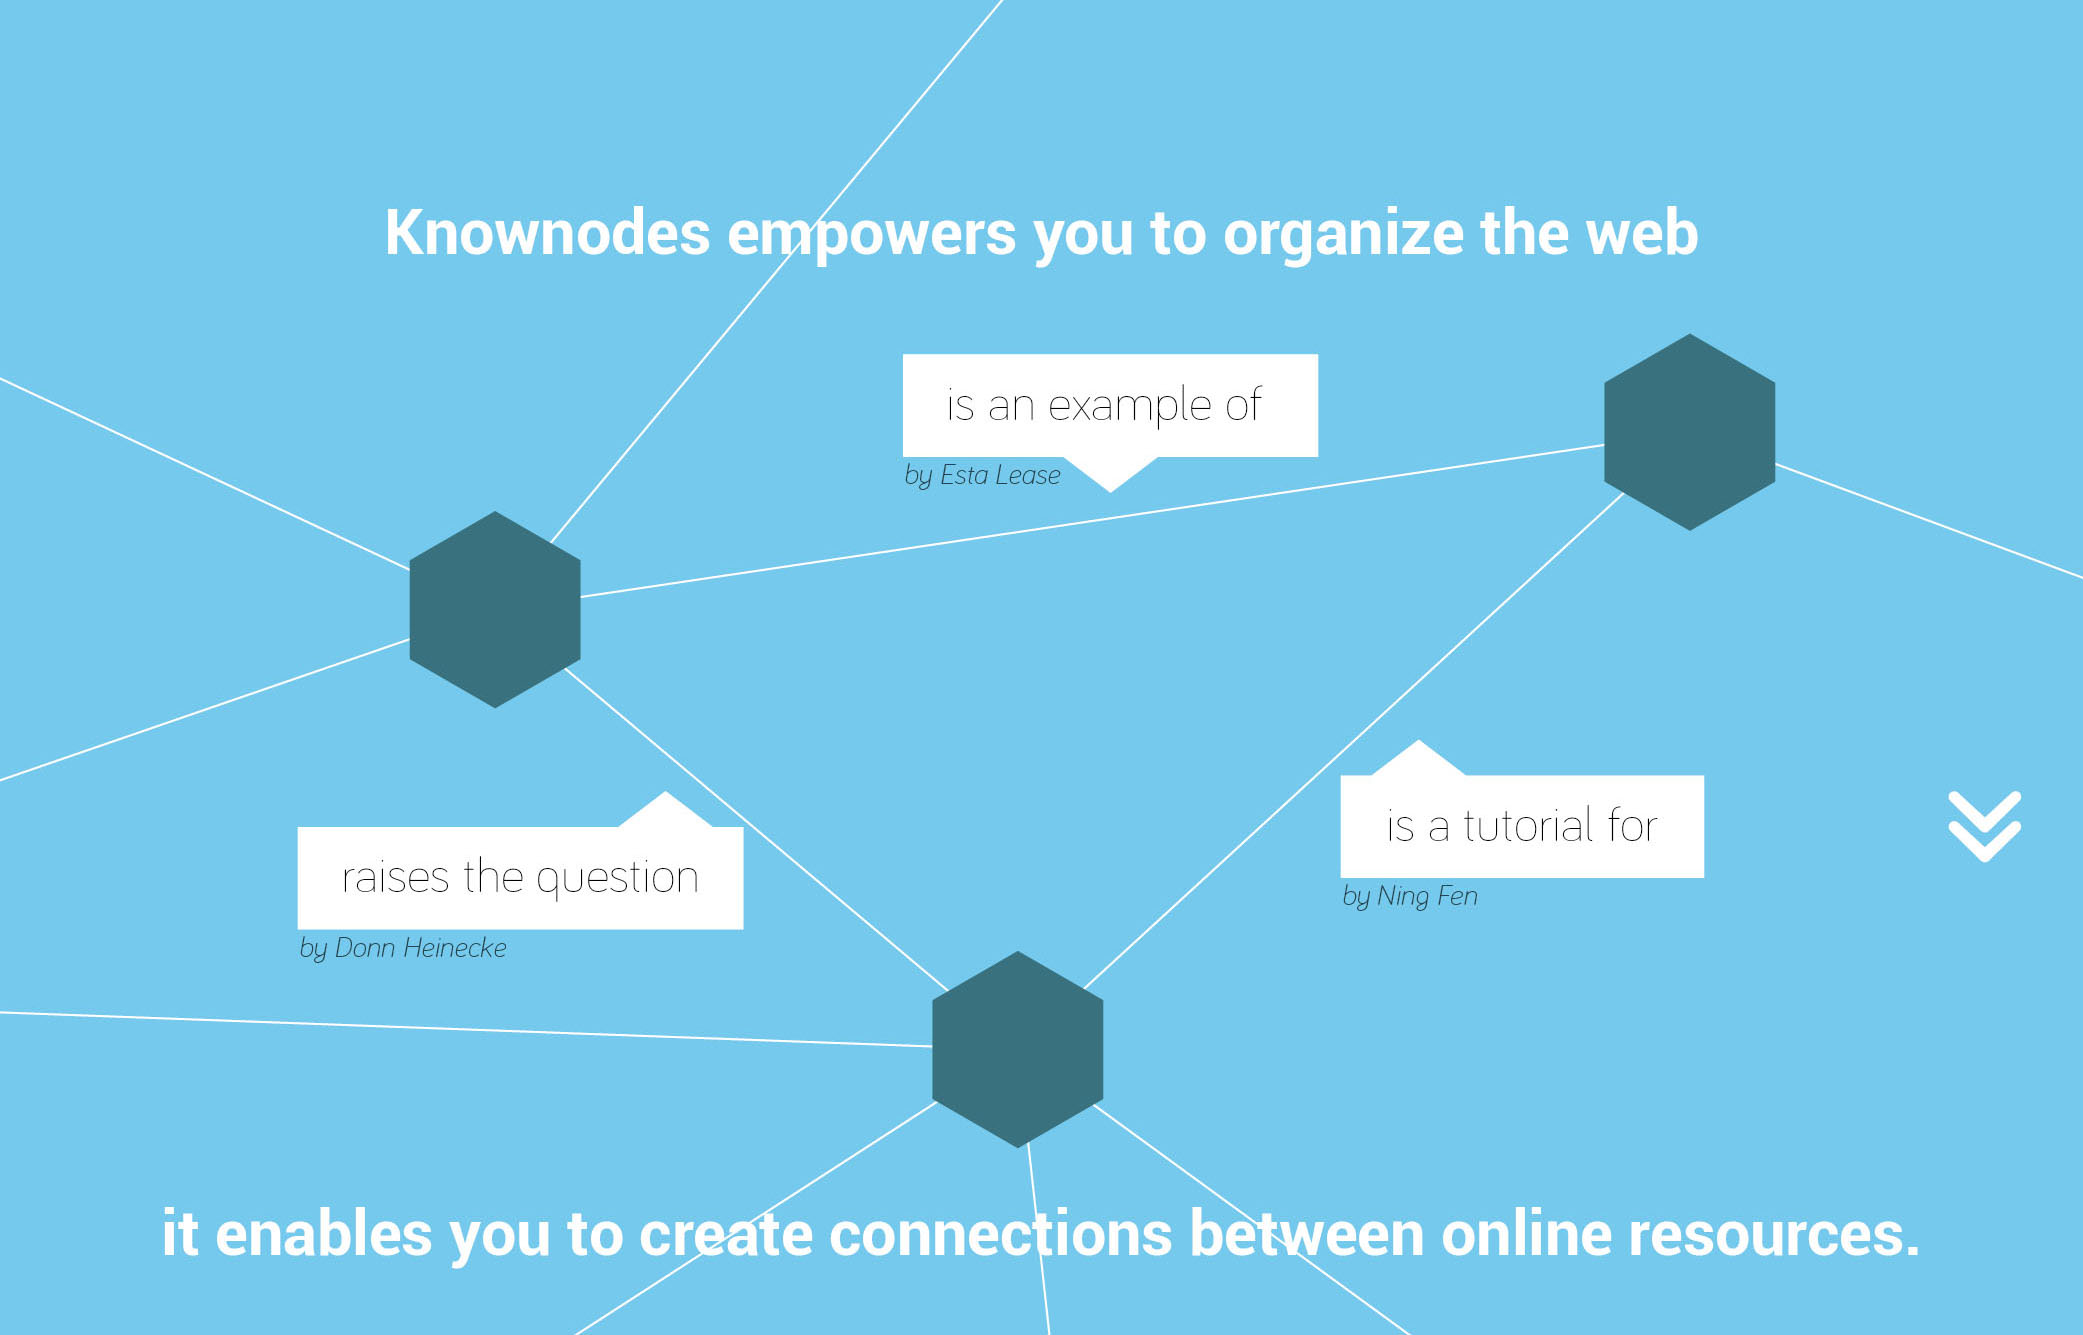 Knownodes empowers you to organize the web
is an example of
by Esta Lease
is a tutorial for
by Ning Fen
raises the question
by Donn Heinecke
it enables you to create connections between online resources.